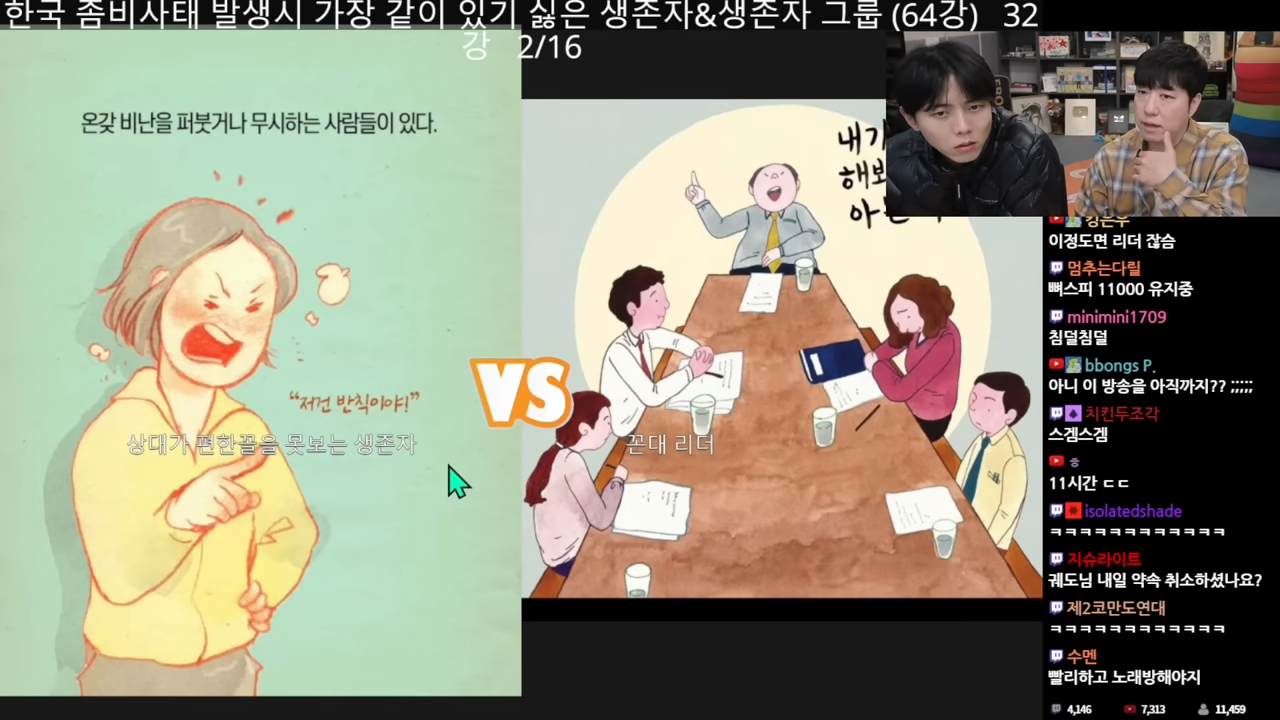 한국 좀비사태 발생시 가장 같이 있기 싫은 생존자&생존자 그룹 (64강) 32
강 2/16
온갖 비난을 퍼붓거나 무시하는 사람들이 있다.
“저건 반칙이야!”
상대가 편한꼴을 못보는 생존자
VS
내가
해보
꼰대 리더
킹은우
이정도면 리더 잖슴
멈추는다릴
뼈스피 11000 유지중
minimini1709
침덜침덜
bbongs P.
아니 이 방송을 아직까지?? ;;;;;
치킨두조각
스겜스겜
ㅎ
11시간 ㄷㄷ
isolatedshade
ㅋㅋㅋㅋㅋㅋㅋㅋㅋㅋㅋㅋ
지슈라이트
궤도님 내일 약속 취소하셨나요?
제2코만도연대
ㅋㅋㅋㅋㅋㅋㅋㅋㅋㅋㅋㅋ
수멘
빨리하고 노래방해야지
4,146 7,313 11,459